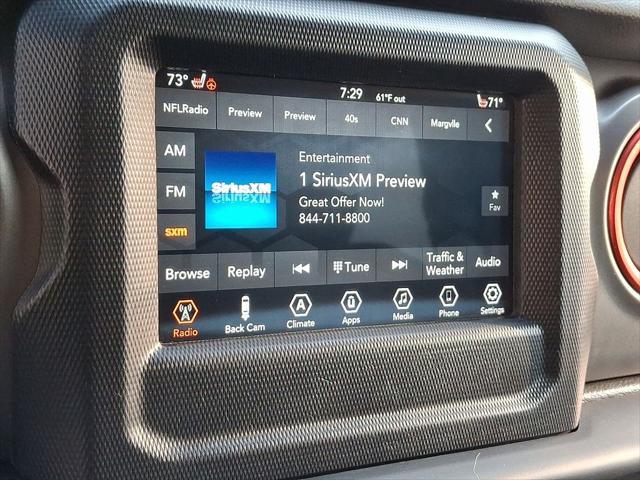 73° 7:29 61°F out 71°
NFLRadio Preview Preview 40s CNN Margvlle
AM
FM
sxm
SiriusXM
Entertainment
1 SiriusXM Preview
Great Offer Now!
844-711-8800
Fav
Browse Replay Tune Traffic &
Weather Audio
Radio Back Cam A Climate Apps Media Phone Settings